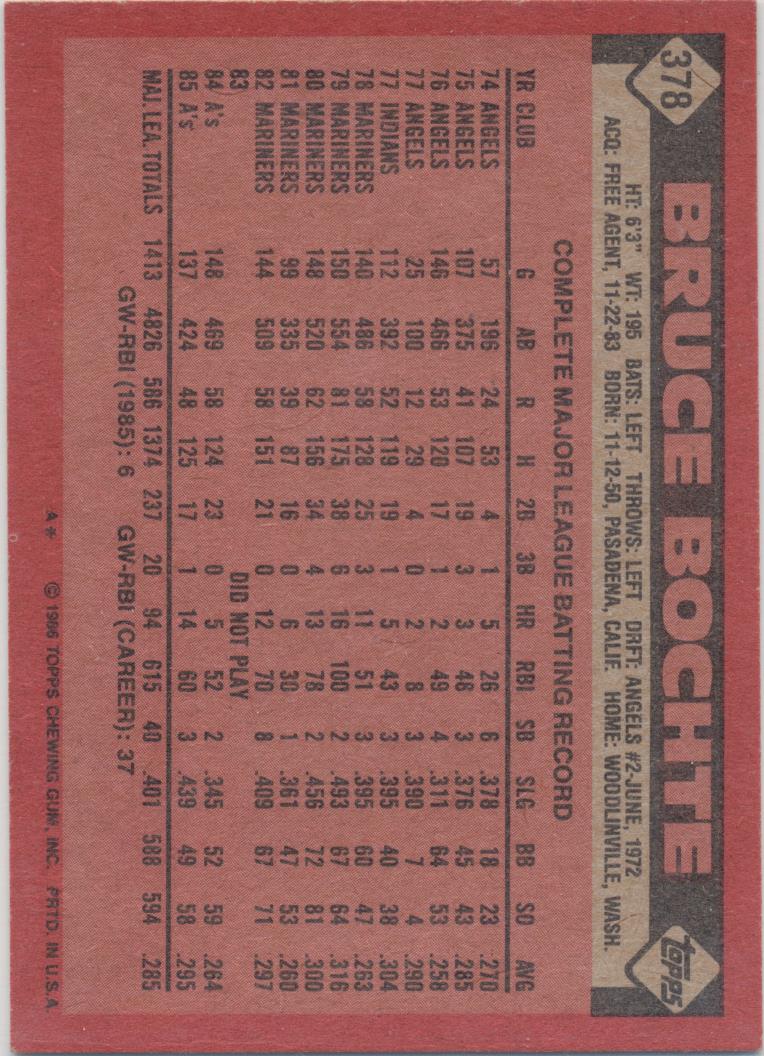 378 BRUCE BOCHTE topps
HT: 6'3" WT: 195 BATS: LEFT THROWS: LEFT DRFT: ANGELS #2-JUNE, 1972
ACQ: FREE AGENT, 11-22-83 BORN: 11-12-50, PASADENA, CALIF. HOME: WOODLINVILLE, WASH.
COMPLETE MAJOR LEAGUE BATTING RECORD
YR CLUB G AB R H 2B 3B HR RBI SB SLG BB SO AVG
74 ANGELS 57 196 24 53 4 1 5 26 6 .378 18 23 .270
75 ANGELS 107 375 41 107 19 3 3 48 3 .376 45 43 .285
76 ANGELS 146 466 53 120 17 1 2 49 4 .311 64 53 .258
77 ANGELS 25 100 12 29 4 0 2 8 3 .390 7 4 .290
77 INDIANS 112 392 52 119 19 1 5 43 3 .395 40 38 .304
78 MARINERS 140 486 58 128 25 3 11 51 3 .395 60 47 .263
79 MARINERS 150 554 81 175 38 6 16 100 2 .493 67 64 .316
80 MARINERS 148 520 62 156 34 4 13 78 2 .456 72 81 .300
81 MARINERS 99 335 39 87 16 0 6 30 1 .361 47 53 .260
82 MARINERS 144 509 58 151 21 0 12 70 8 .409 67 71 .297
83) DID NOT PLAY
84 A's 148 469 58 124 23 0 5 52 2 .345 52 59 .264
85 A's 137 424 48 125 17 1 14 60 3 .439 49 58 .295
MAJ. LEA. TOTALS 1413 4826 586 1374 237 20 94 615 40 .401 588 594 .285
GW-RBI (1985): 6 GW-RBI (CAREER): 37
A* © 1986 TOPPS CHEWING GUM, INC. PRTD. IN U.S.A.